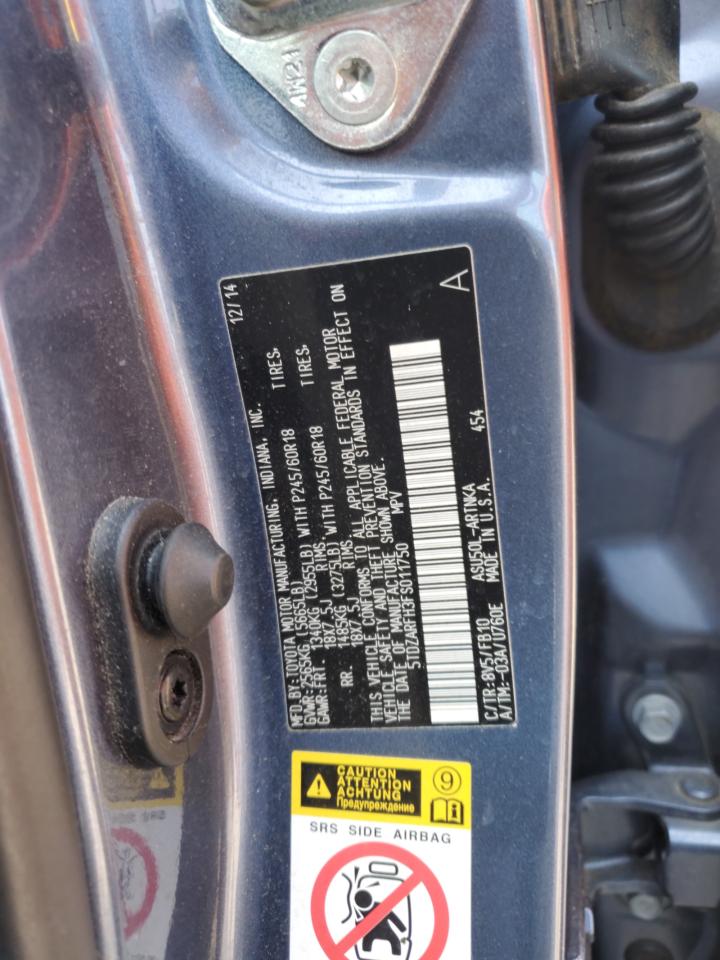 4W21
MFD.BY:TOYOTA MOTOR MANUFACTURING, INDIANA, INC. 12/14
GVWR:2565KG (5665LB)
GAWR:FRT 1340KG (2955LB) WITH P245/60R18 TIRES,
18X7.5J RIMS
RR 1485KG (3275LB) WITH P245/60R18 TIRES,
18X7.5J RIMS
THIS VEHICLE CONFORMS TO ALL APPLICABLE FEDERAL MOTOR
VEHICLE SAFETY AND THEFT PREVENTION STANDARDS IN EFFECT ON
THE DATE OF MANUFACTURE SHOWN ABOVE.
5TDZARFH3FS011750 MPV
A
C/TR:8V5/FB10 ASU50L-ARTNKA 454
A/TM:-03A/U760E MADE IN U.S.A.
CAUTION
ATTENTION
ACHTUNG
Предупреждение
9
SRS SIDE AIRBAG